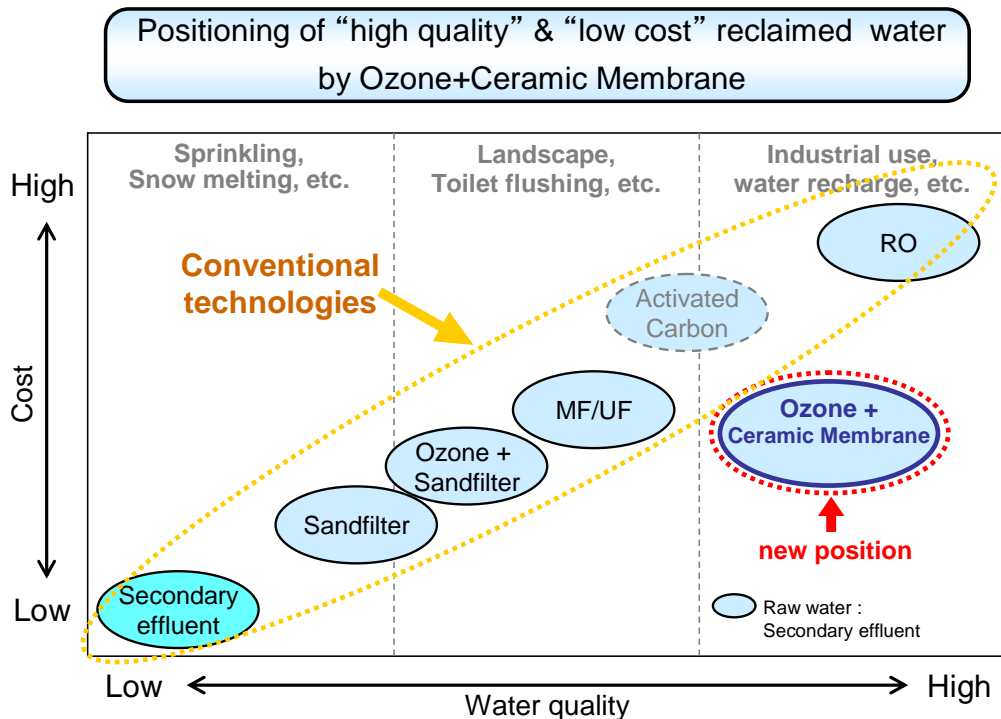 Positioning of “high quality” & “low cost” reclaimed water
by Ozone+Ceramic Membrane
Sprinkling,
Snow melting, etc.
Landscape,
Toilet flushing, etc.
Industrial use,
water recharge, etc.
High
Cost
Low
Conventional
technologies
RO
Activated
Carbon
MF/UF
Ozone +
Ceramic Membrane
Ozone +
Sandfilter
Sandfilter
new position
Secondary
effluent
Raw water :
Secondary effluent
Low
Water quality
High